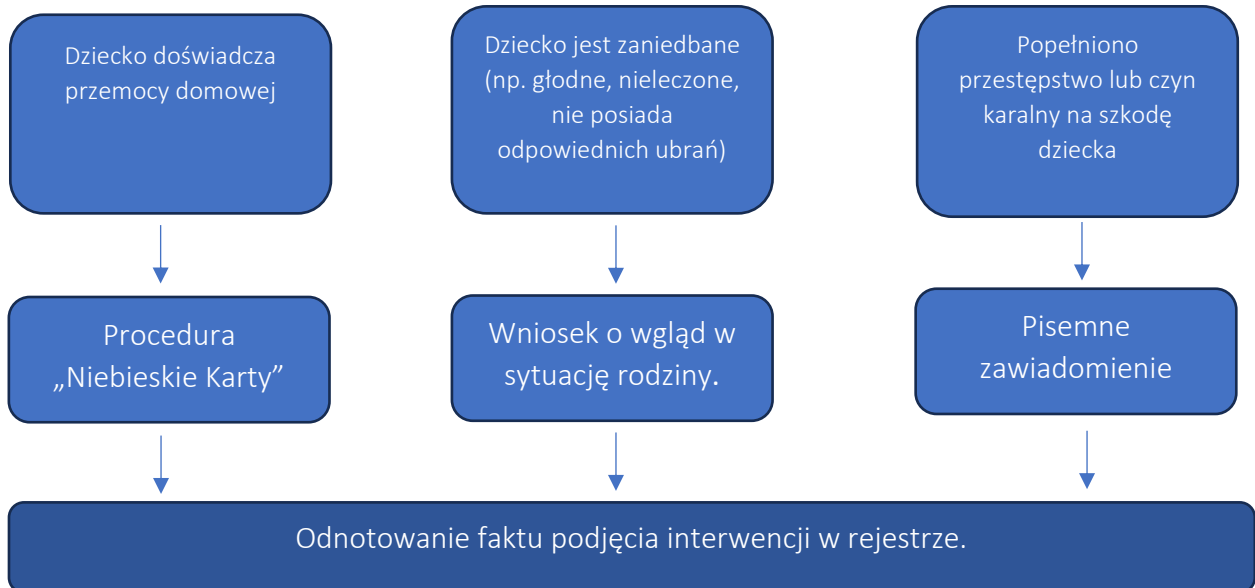 Dziecko doświadcza
przemocy domowej
Dziecko jest zaniedbane
(np. głodne, nieleczone,
nie posiada
odpowiednich ubrań)
Popełniono
przestępstwo lub czyn
karalny na szkodę
dziecka
Procedura
„Niebieskie Karty”
Wniosek o wgląd w
sytuację rodziny.
Pisemne
zawiadomienie
Odnotowanie faktu podjęcia interwencji w rejestrze.